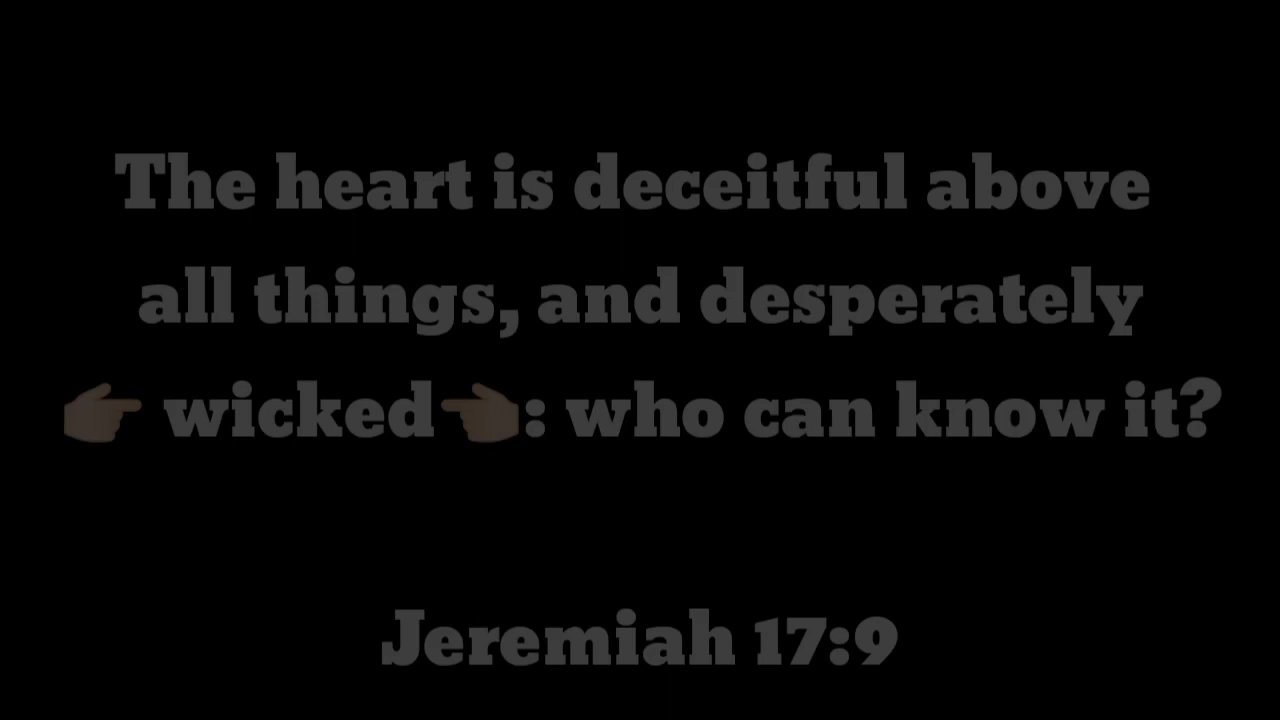 The heart is deceitful above
all things, and desperately
👉🏽 wicked👈🏽: who can know it?
Jeremiah 17:9